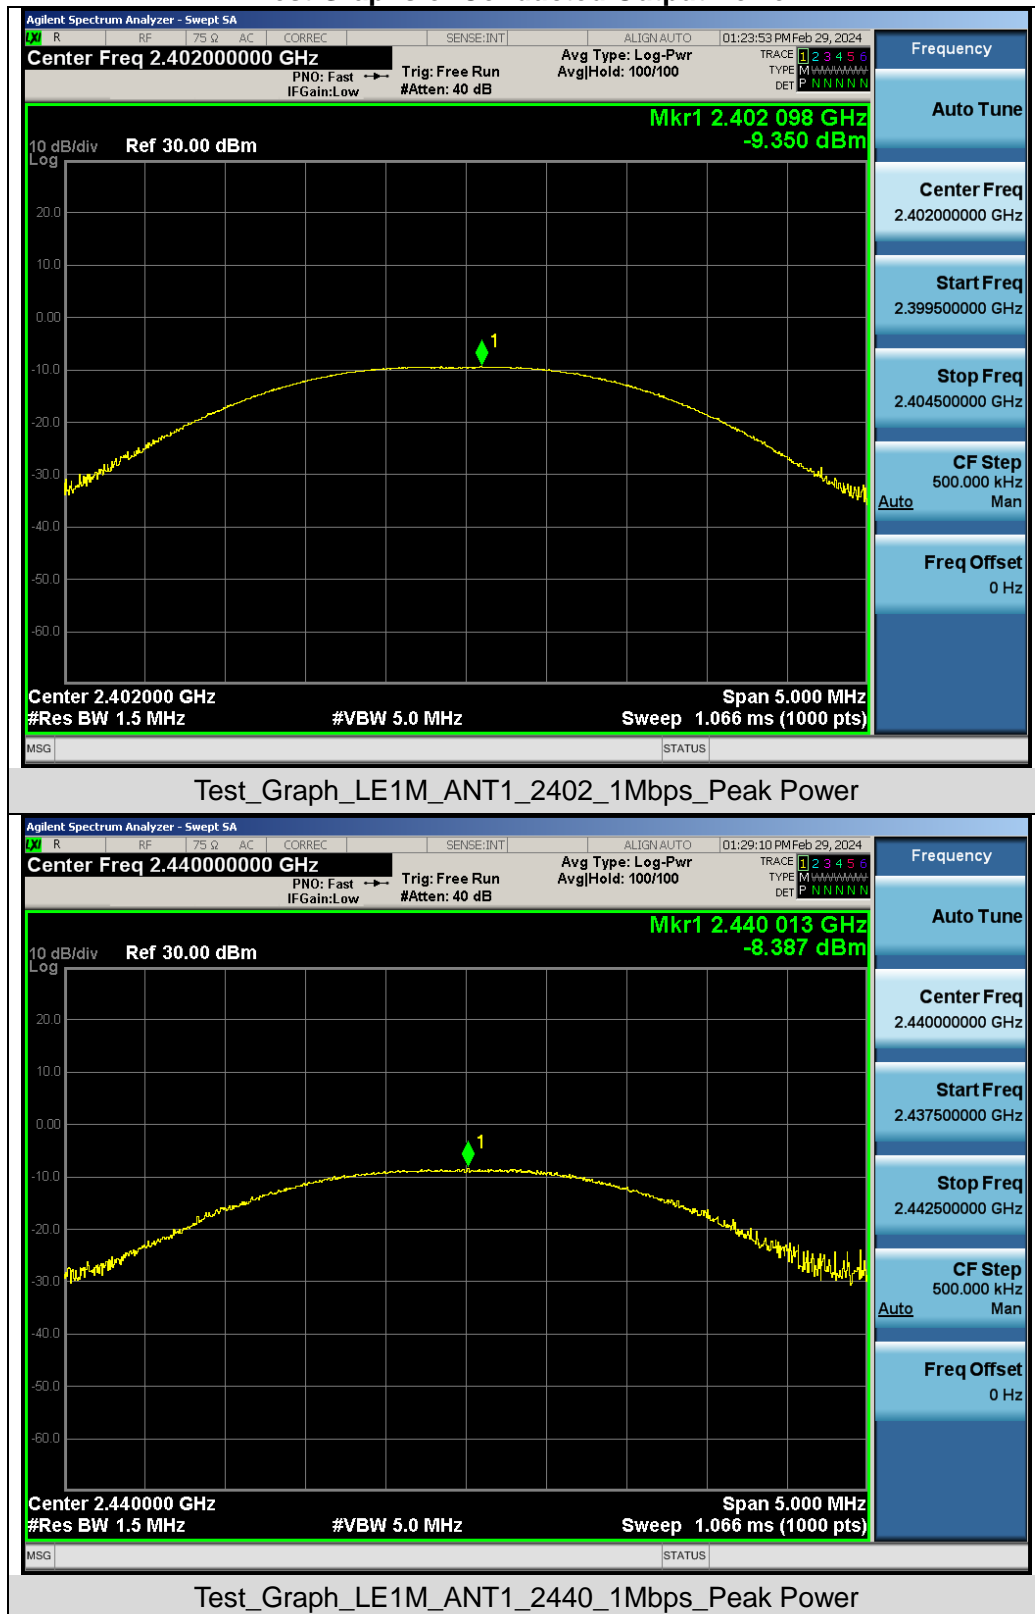 Agilent Spectrum Analyzer - Swept SA
LXI R RF 75 Ω AC CORREC SENSE:INT ALIGN AUTO 01:23:53 PM Feb 29, 2024
Center Freq 2.402000000 GHz
PNO: Fast
IFGain:Low
Trig: Free Run
#Atten: 40 dB
Avg Type: Log-Pwr
Avg|Hold: 100/100
TRACE 1 2 3 4 5 6
TYPE M
DET P N N N N N
Mkr1 2.402 098 GHz
-9.350 dBm
10 dB/div Ref 30.00 dBm
Log
20.0
10.0
0.00
1
-10.0
-20.0
-30.0
-40.0
-50.0
-60.0
Center 2.402000 GHz Span 5.000 MHz
#Res BW 1.5 MHz #VBW 5.0 MHz Sweep 1.066 ms (1000 pts)
MSG STATUS
Frequency
Auto Tune
Center Freq
2.402000000 GHz
Start Freq
2.399500000 GHz
Stop Freq
2.404500000 GHz
CF Step
500.000 kHz
Auto Man
Freq Offset
0 Hz
Test_Graph_LE1M_ANT1_2402_1Mbps_Peak Power
Agilent Spectrum Analyzer - Swept SA
LXI R RF 75 Ω AC CORREC SENSE:INT ALIGN AUTO 01:29:10 PM Feb 29, 2024
Center Freq 2.440000000 GHz
PNO: Fast
IFGain:Low
Trig: Free Run
#Atten: 40 dB
Avg Type: Log-Pwr
Avg|Hold: 100/100
TRACE 1 2 3 4 5 6
TYPE M
DET P N N N N N
Mkr1 2.440 013 GHz
-8.387 dBm
10 dB/div Ref 30.00 dBm
Log
20.0
10.0
0.00
1
-10.0
-20.0
-30.0
-40.0
-50.0
-60.0
Center 2.440000 GHz Span 5.000 MHz
#Res BW 1.5 MHz #VBW 5.0 MHz Sweep 1.066 ms (1000 pts)
MSG STATUS
Frequency
Auto Tune
Center Freq
2.440000000 GHz
Start Freq
2.437500000 GHz
Stop Freq
2.442500000 GHz
CF Step
500.000 kHz
Auto Man
Freq Offset
0 Hz
Test_Graph_LE1M_ANT1_2440_1Mbps_Peak Power